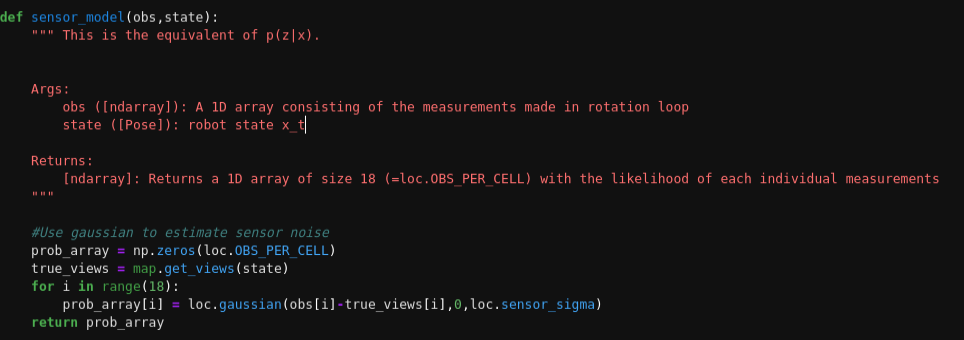 def sensor_model(obs,state):
    """ This is the equivalent of p(z|x).
    Args:
        obs ([ndarray]): A 1D array consisting of the measurements made in rotation loop
        state ([Pose]): robot state x_t
    Returns:
        [ndarray]: Returns a 1D array of size 18 (=loc.OBS_PER_CELL) with the likelihood of each individual measurements
    """
    #Use gaussian to estimate sensor noise
    prob_array = np.zeros(loc.OBS_PER_CELL)
    true_views = map.get_views(state)
    for i in range(18):
        prob_array[i] = loc.gaussian(obs[i]-true_views[i],0,loc.sensor_sigma)
    return prob_array